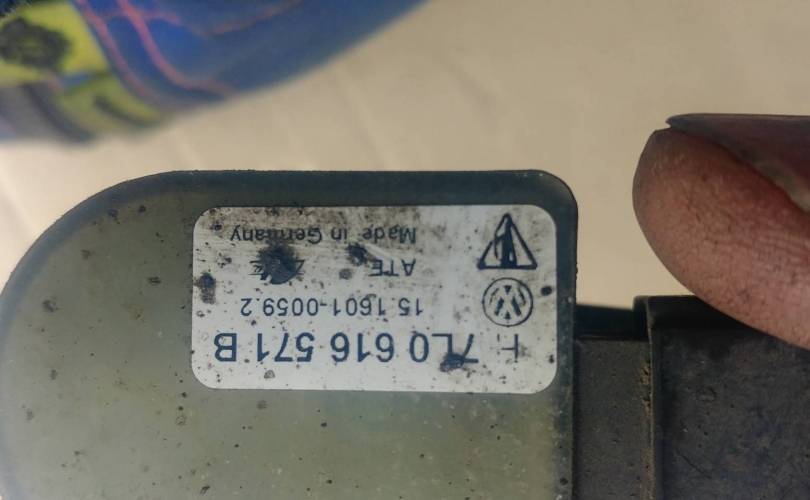 H 7L0 616 571 B
15.1601-0059.2
ATE
Made in Germany